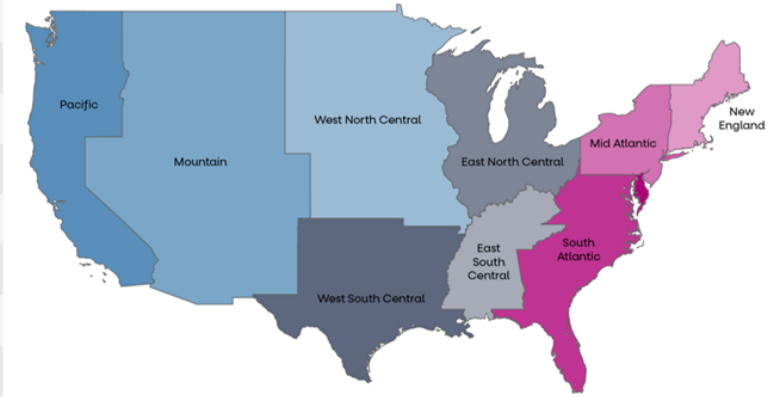 Pacific
Mountain
West North Central
East North Central
Mid Atlantic
New
England
East
South
Central
South
Atlantic
West South Central